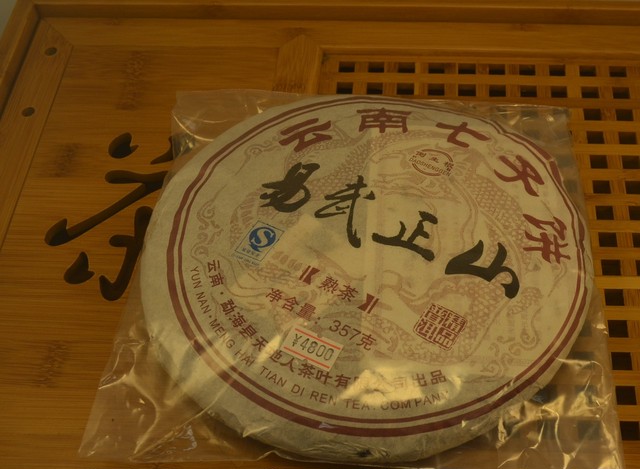 云南七子饼
易武正山
【熟茶】
净含量：357克
¥4800
云南·勐海县天地人茶叶有限公司出品
YUN NAN·MENG HAI TIAN DI REN TEA COMPANY
茶